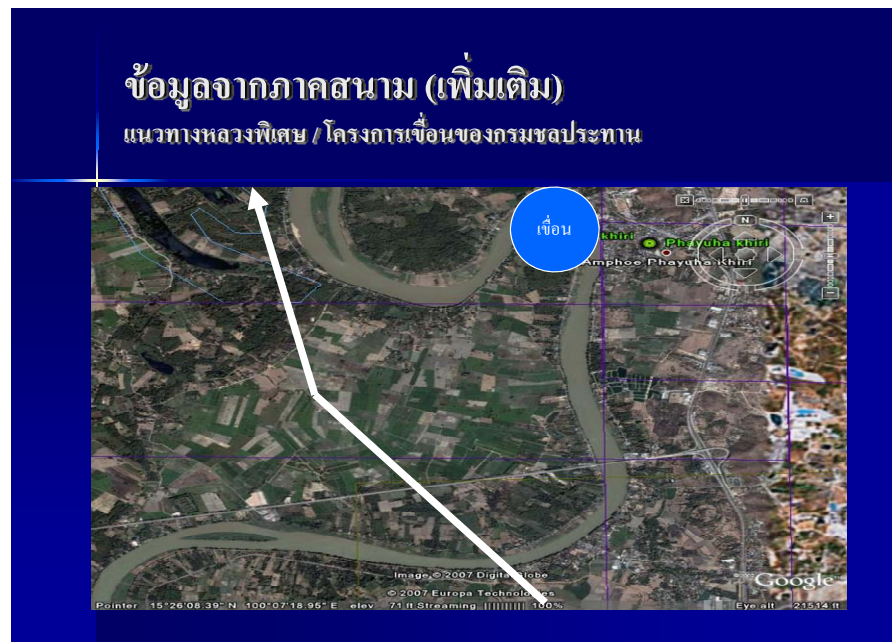 ข้อมูลจากภาคสนาม (เพิ่มเติม)
แนวทางหลวงพิเศษ / โครงการเขื่อนของกรมชลประทาน
เขื่อน
N
khiri
Phayuha khiri
Amphoe Phayuha Khiri
Image © 2007 DigitalGlobe
© 2007 Europa Technologies
Google
Pointer 15°26'08.39" N 100°07'18.95" E elev 71 ft Streaming |||||||||| 100% Eye alt 21514 ft